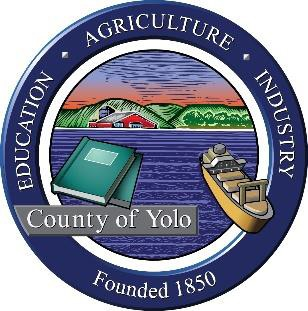 EDUCATION • AGRICULTURE • INDUSTRY
County of Yolo
Founded 1850